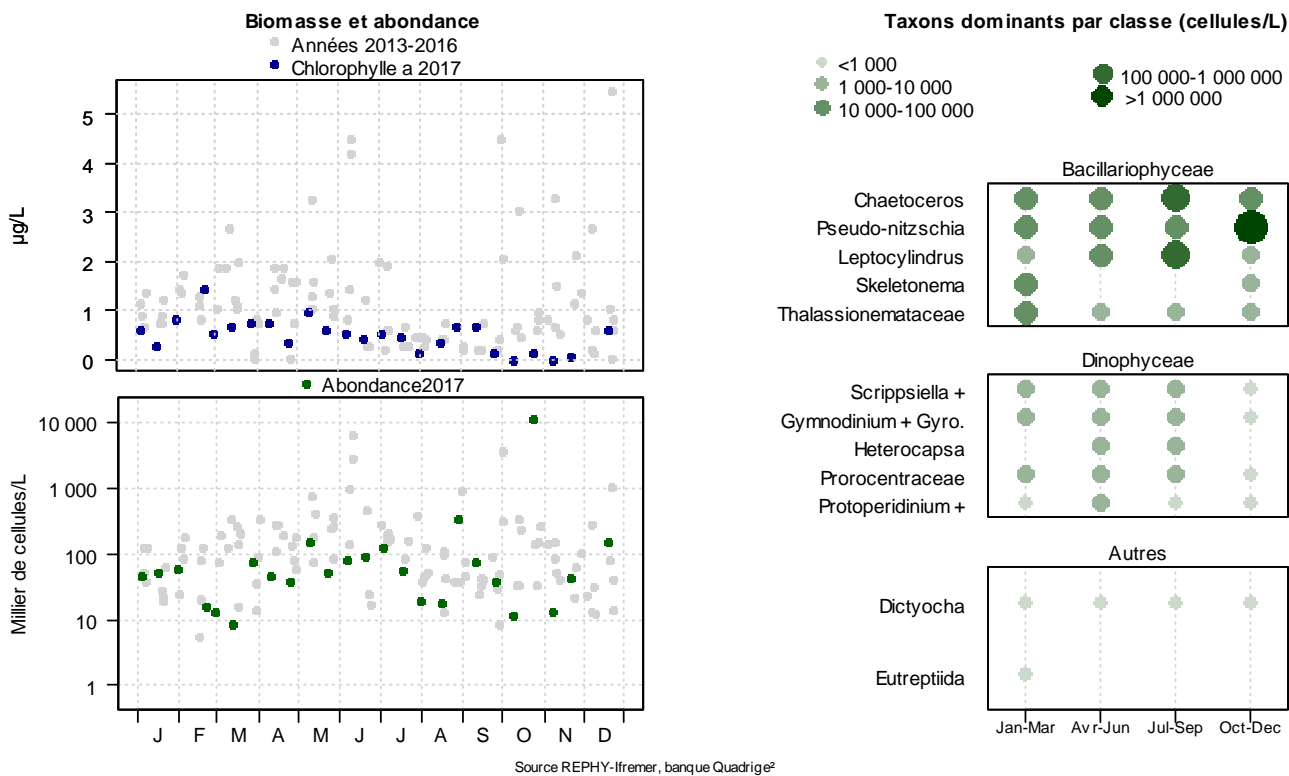 Biomasse et abondance
Années 2013-2016
Chlorophylle a 2017
µg/L
5
4
3
2
1
0
Abondance2017
Millier de cellules/L
10 000
1 000
100
10
1
J F M A M J J A S O N D
Taxons dominants par classe (cellules/L)
<1 000
1 000-10 000
10 000-100 000
100 000-1 000 000
>1 000 000
Bacillariophyceae
Chaetoceros
Pseudo-nitzschia
Leptocylindrus
Skeletonema
Thalassionemataceae
Dinophyceae
Scrippsiella +
Gymnodinium + Gyro.
Heterocapsa
Prorocentraceae
Protoperidinium +
Autres
Dictyocha
Eutreptiida
Jan-Mar Avr-Jun Jul-Sep Oct-Dec
Source REPHY-Ifremer, banque Quadrige²